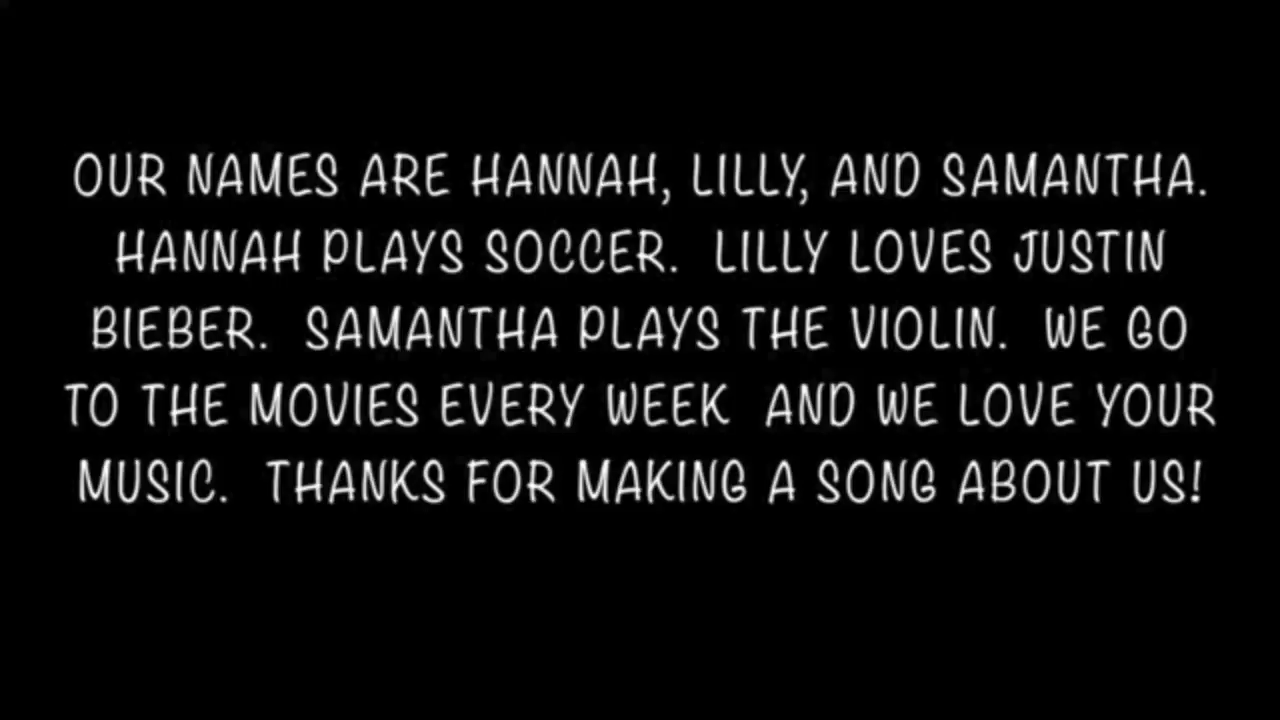 OUR NAMES ARE HANNAH, LILLY, AND SAMANTHA.
HANNAH PLAYS SOCCER.  LILLY LOVES JUSTIN
BIEBER.  SAMANTHA PLAYS THE VIOLIN.  WE GO
TO THE MOVIES EVERY WEEK  AND WE LOVE YOUR
MUSIC.  THANKS FOR MAKING A SONG ABOUT US!